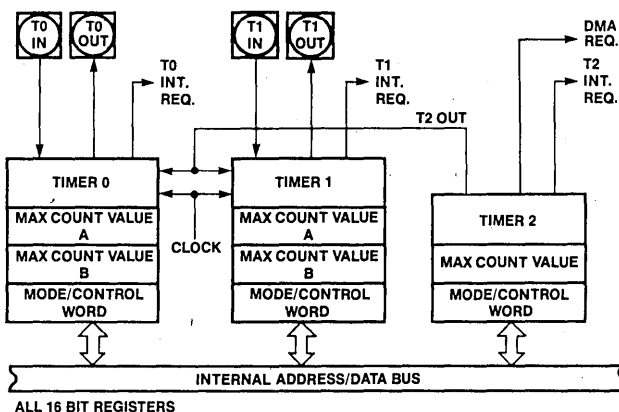 T0 IN
T0 OUT
T1 IN
T1 OUT
DMA REQ.
T0 INT. REQ.
T1 INT. REQ.
T2 INT. REQ.
T2 OUT
TIMER 0
MAX COUNT VALUE A
MAX COUNT VALUE B
MODE/CONTROL WORD
CLOCK
TIMER 1
MAX COUNT VALUE A
MAX COUNT VALUE B
MODE/CONTROL WORD
TIMER 2
MAX COUNT VALUE
MODE/CONTROL WORD
INTERNAL ADDRESS/DATA BUS
ALL 16 BIT REGISTERS